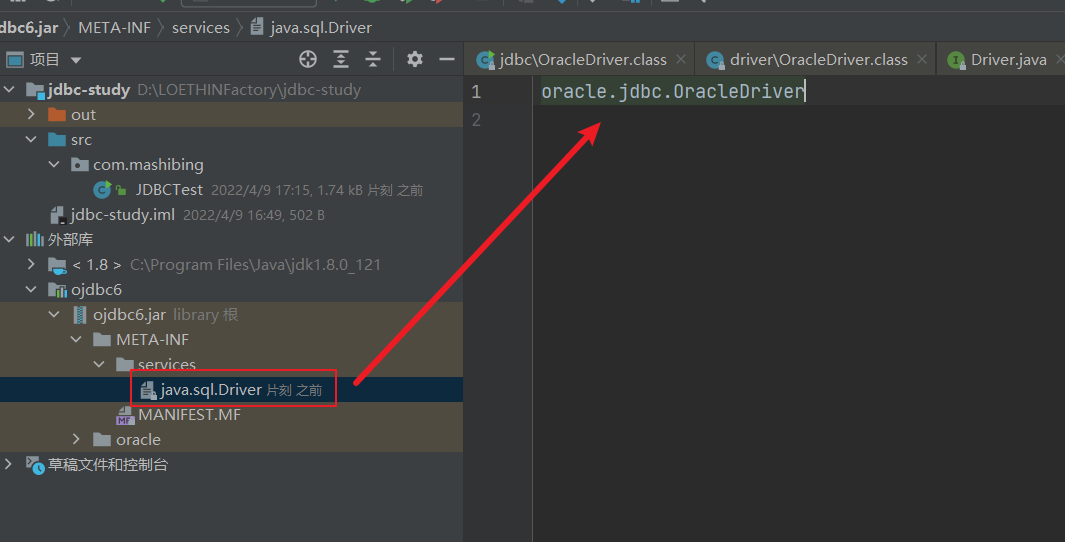 dbc6.jar META-INF services java.sql.Driver
项目
jdbc\OracleDriver.class driver\OracleDriver.class Driver.java
jdbc-study D:\LOETHINFactory\jdbc-study
out
src
com.mashibing
JDBCTest 2022/4/9 17:15, 1.74 kB 片刻 之前
jdbc-study.iml 2022/4/9 16:49, 502 B
外部库
< 1.8 > C:\Program Files\Java\jdk1.8.0_121
ojdbc6
ojdbc6.jar library 根
META-INF
services
java.sql.Driver 片刻 之前
MANIFEST.MF
oracle
草稿文件和控制台
1 oracle.jdbc.OracleDriver
2